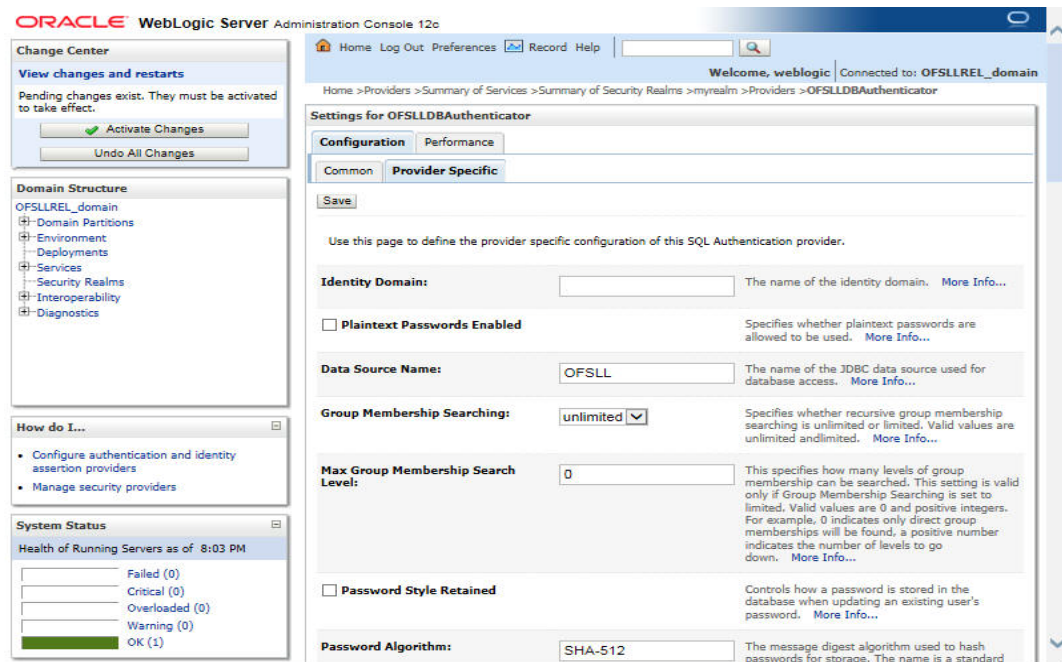 ORACLE WebLogic Server Administration Console 12c
Change Center
View changes and restarts
Pending changes exist. They must be activated
to take effect.
Activate Changes
Undo All Changes
Domain Structure
OFSLLREL_domain
Domain Partitions
Environment
Deployments
Services
Security Realms
Interoperability
Diagnostics
How do I...
Configure authentication and identity
assertion providers
Manage security providers
System Status
Health of Running Servers as of 8:03 PM
Failed (0)
Critical (0)
Overloaded (0)
Warning (0)
OK (1)
Home Log Out Preferences Record Help
Welcome, weblogic Connected to: OFSLLREL_domain
Home >Providers >Summary of Services >Summary of Security Realms >myrealm >Providers >OFSLLDBAuthenticator
Settings for OFSLLDBAuthenticator
Configuration Performance
Common Provider Specific
Save
Use this page to define the provider specific configuration of this SQL Authentication provider.
Identity Domain:
The name of the identity domain. More Info...
Plaintext Passwords Enabled
Specifies whether plaintext passwords are
allowed to be used. More Info...
Data Source Name:
OFSLL
The name of the JDBC data source used for
database access. More Info...
Group Membership Searching:
unlimited
Specifies whether recursive group membership
searching is unlimited or limited. Valid values are
unlimited andlimited. More Info...
Max Group Membership Search
Level:
0
This specifies how many levels of group
membership can be searched. This setting is valid
only if Group Membership Searching is set to
limited. Valid values are 0 and positive integers.
For example, 0 indicates only direct group
memberships will be found, a positive number
indicates the number of levels to go
down. More Info...
Password Style Retained
Controls how a password is stored in the
database when updating an existing user's
password. More Info...
Password Algorithm:
SHA-512
The message digest algorithm used to hash
passwords for storage. The name is a standard